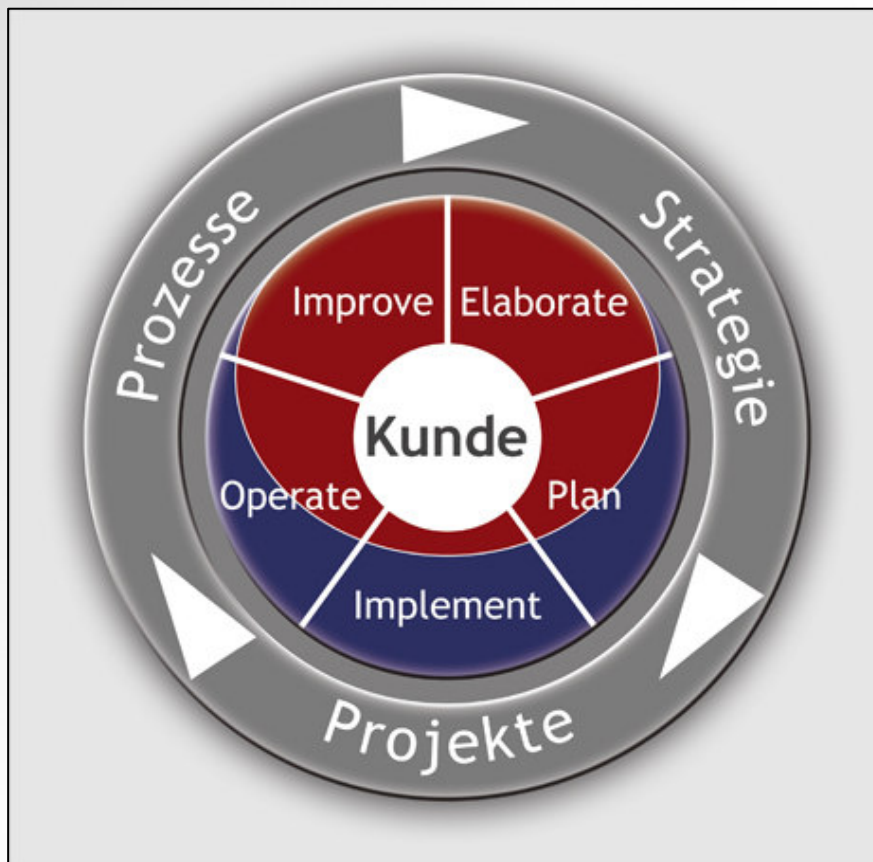 Prozesse
Strategie
Improve
Elaborate
Kunde
Operate
Plan
Implement
Projekte